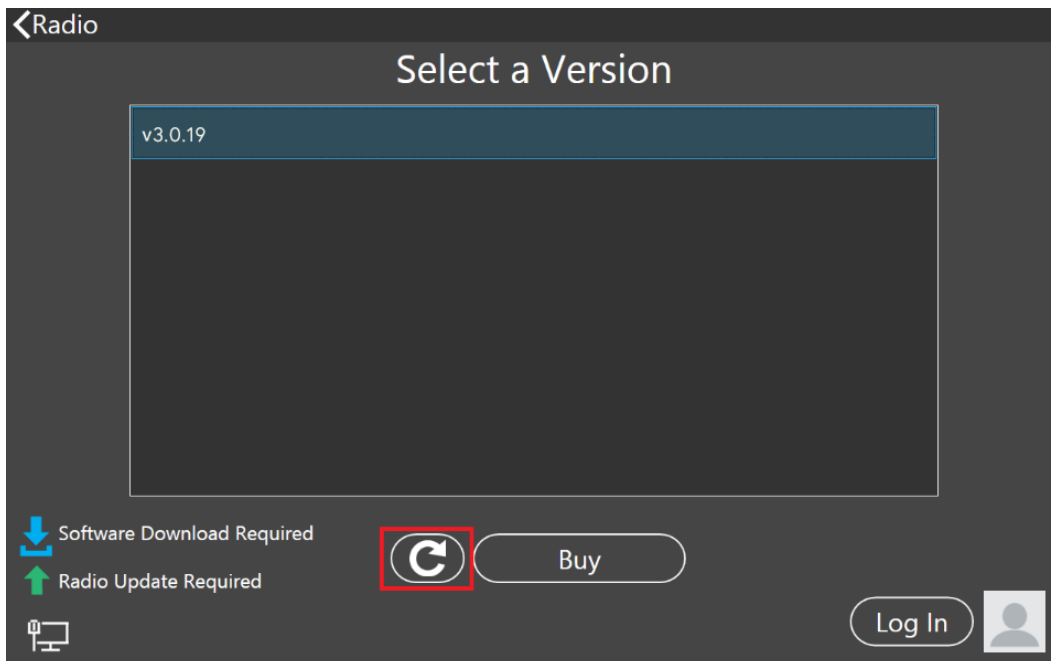 Radio
Select a Version
v3.0.19
Software Download Required
Radio Update Required
Buy
Log In